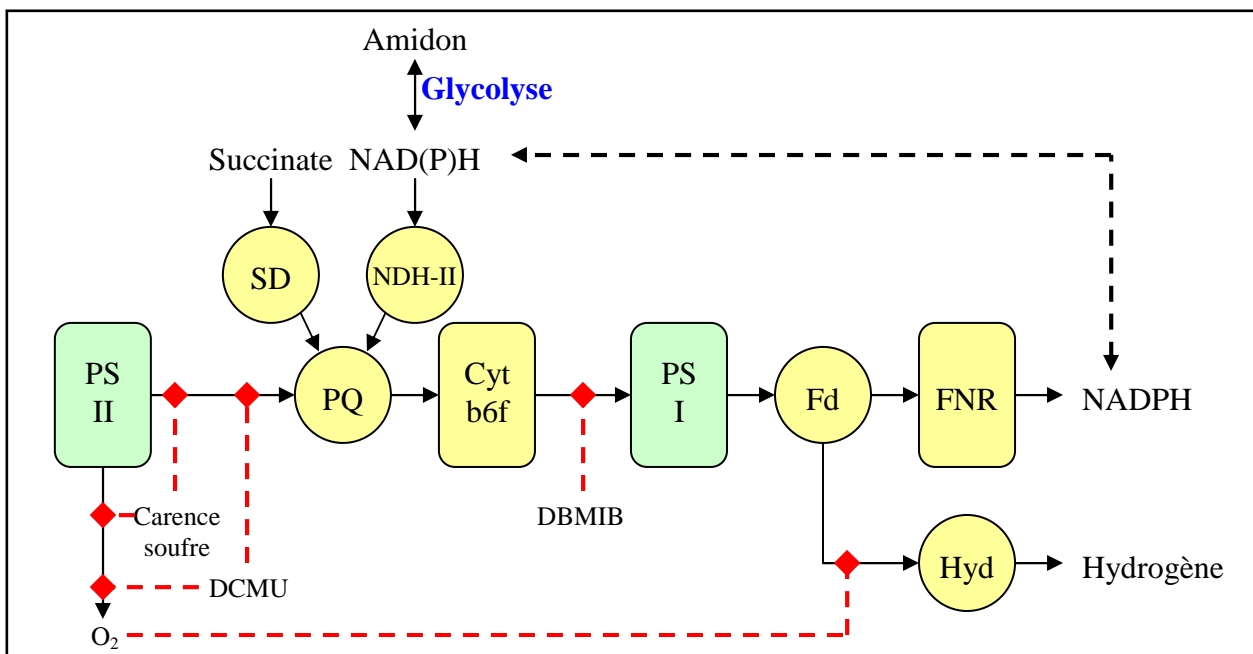 Amidon
Glycolyse
Succinate NAD(P)H
SD
NDH-II
PS
II
PQ
Cyt
b6f
PS
I
Fd
FNR
NADPH
Carence
soufre
DBMIB
DCMU
Hyd
Hydrogène
O₂